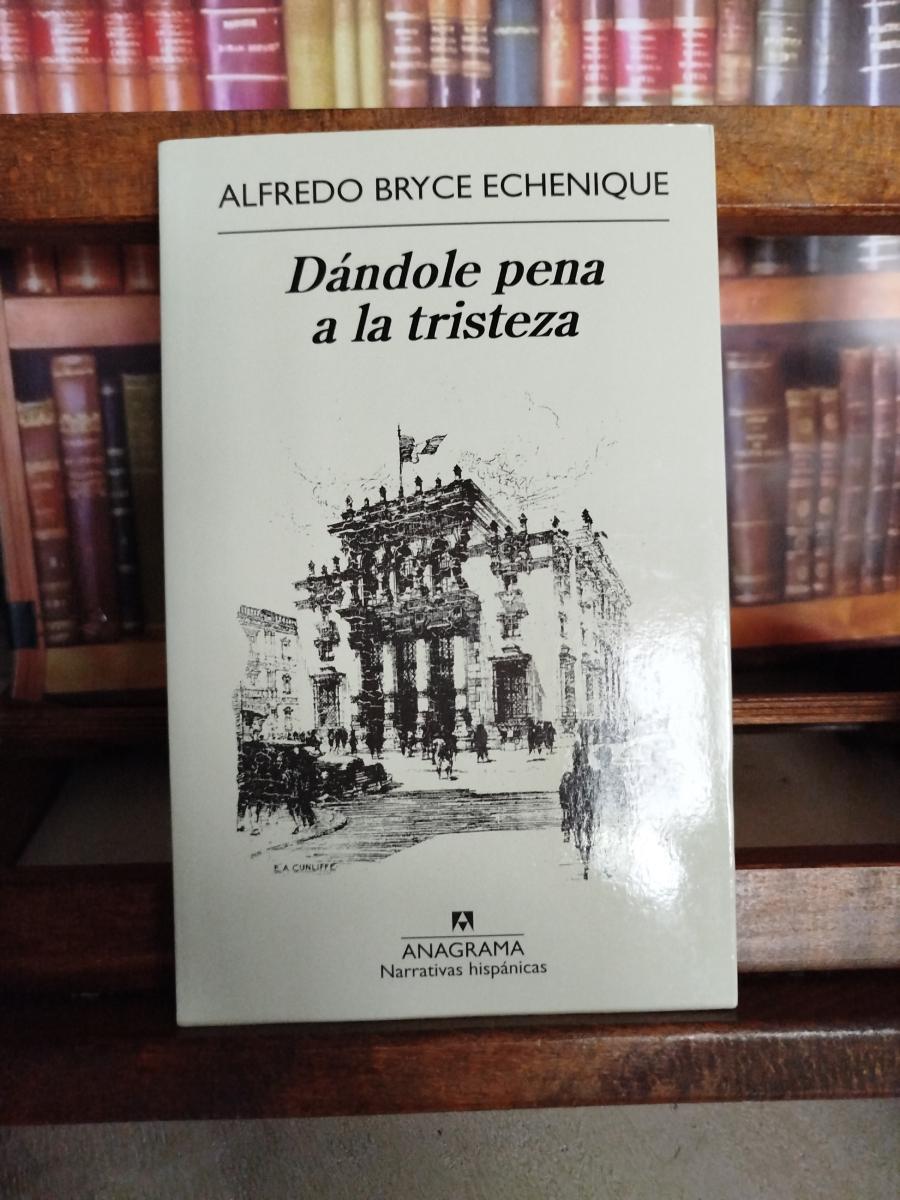 ALFREDO BRYCE ECHENIQUE
Dándole pena
a la tristeza
E.A. CUNLIFFE
ANAGRAMA
Narrativas hispánicas